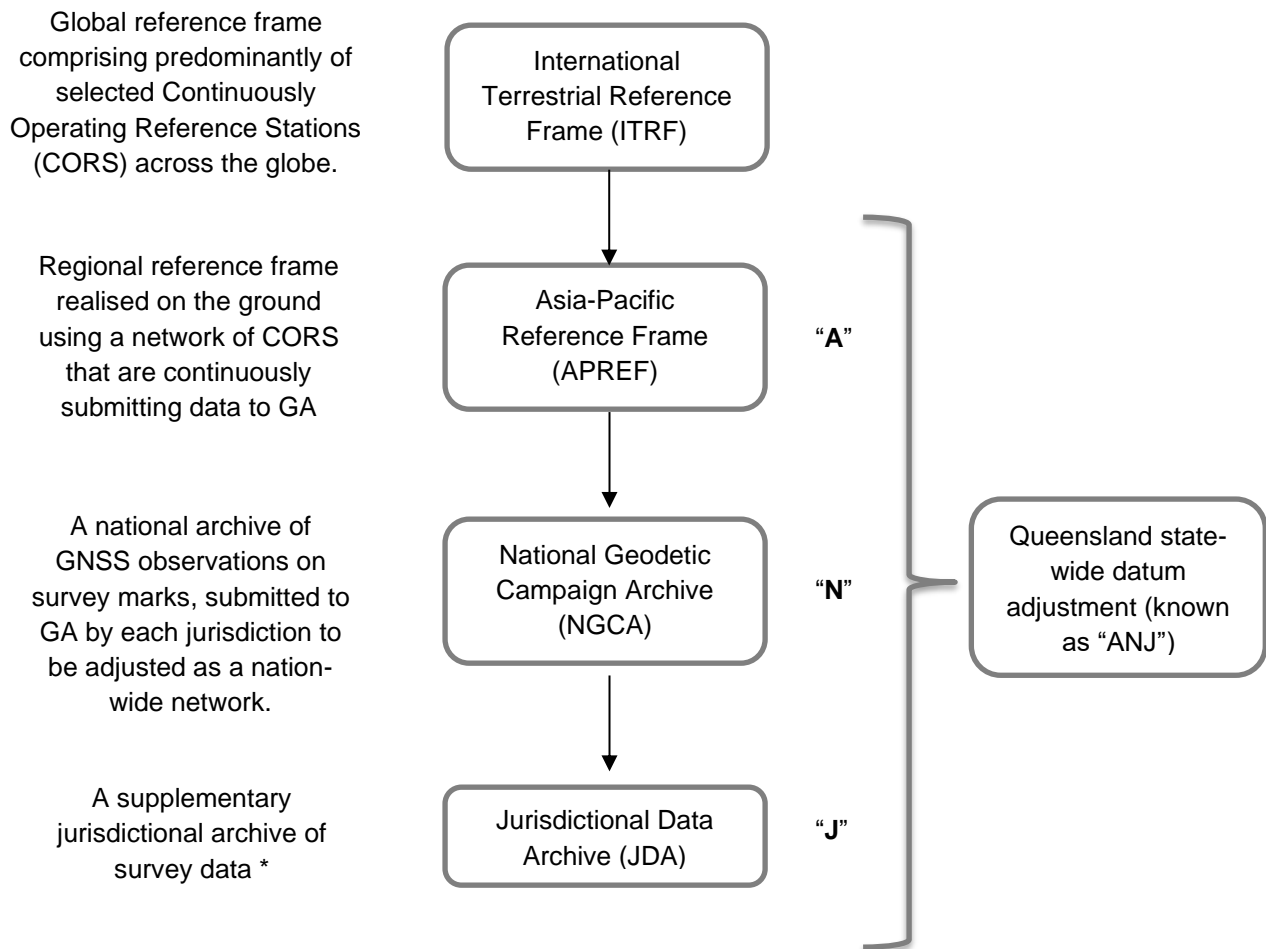 Global reference frame
comprising predominantly of
selected Continuously
Operating Reference Stations
(CORS) across the globe.
International
Terrestrial Reference
Frame (ITRF)
Regional reference frame
realised on the ground
using a network of CORS
that are continuously
submitting data to GA
Asia-Pacific
Reference Frame
(APREF)
“A”
A national archive of
GNSS observations on
survey marks, submitted to
GA by each jurisdiction to
be adjusted as a nation-
wide network.
National Geodetic
Campaign Archive
(NGCA)
“N”
Queensland state-
wide datum
adjustment (known
as “ANJ”)
A supplementary
jurisdictional archive of
survey data *
Jurisdictional Data
Archive (JDA)
“J”